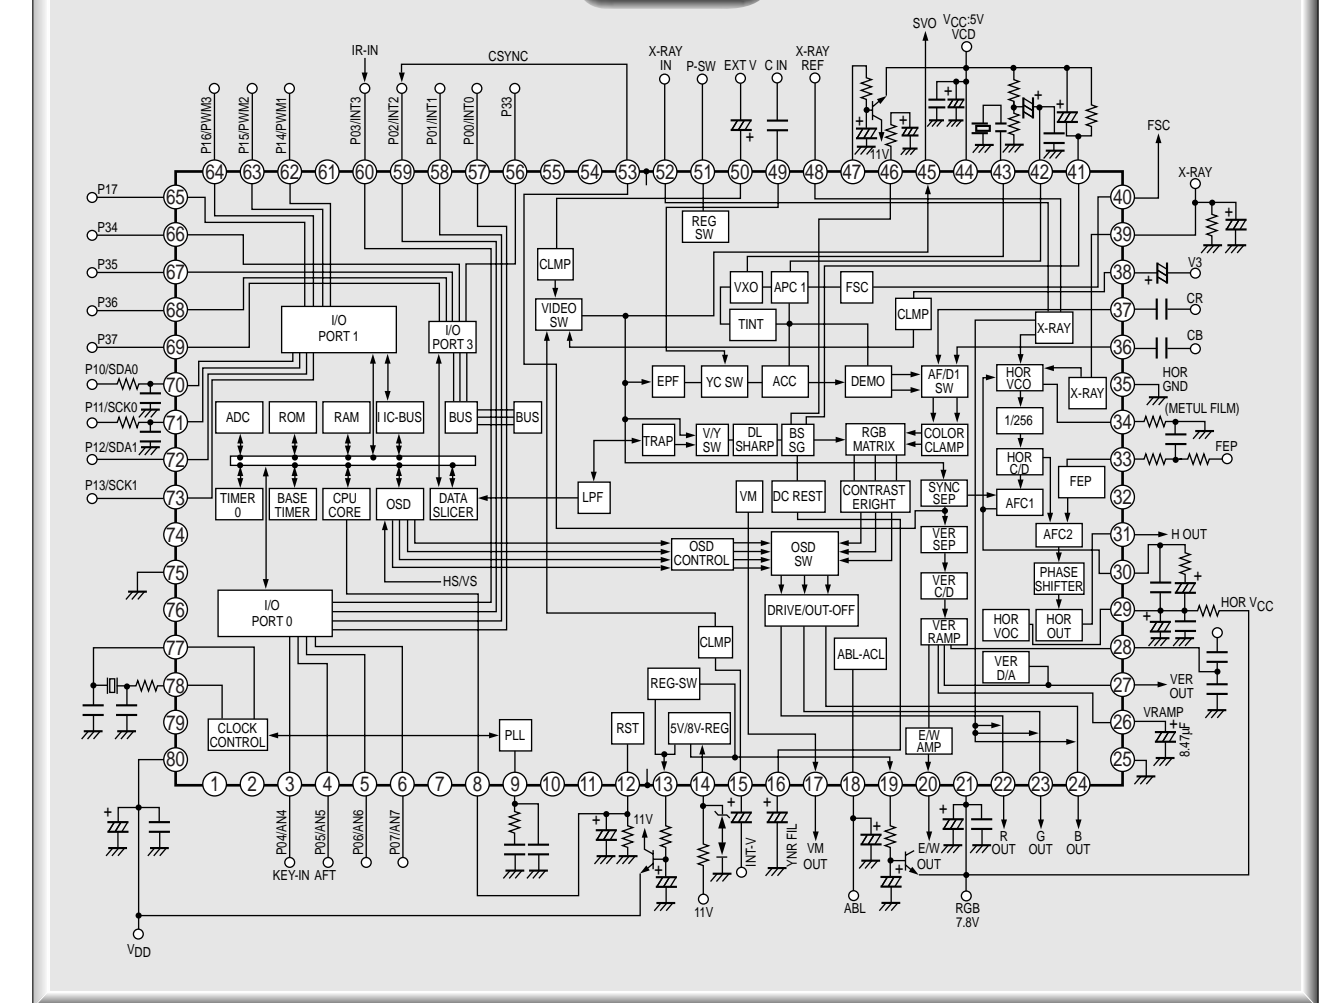 SVO
VCC:5V
VCD
IR-IN
CSYNC
X-RAY
IN
P-SW
EXT V
C IN
X-RAY
REF
P16/PWM3
P15/PWM2
P14/PWM1
P03/INT3
P02/INT2
P01/INT1
P00/INT0
P33
11V
FSC
64
63
62
61
60
59
58
57
56
55
54
53
52
51
50
49
48
47
46
45
44
43
42
41
X-RAY
P17
65
40
P34
66
REG
SW
39
P35
67
CLMP
38
V3
VXO
APC 1
FSC
P36
68
I/O
PORT 1
I/O
PORT 3
VIDEO
SW
TINT
CLMP
X-RAY
37
CR
P37
69
36
CB
P10/SDA0
70
EPF
YC SW
ACC
DEMO
AF/D1
SW
HOR
VCO
X-RAY
35
HOR
GND
P11/SCK0
71
ADC
ROM
RAM
I IC-BUS
BUS
BUS
1/256
34
(METUL FILM)
TRAP
V/Y
SW
DL
SHARP
BS
SG
RGB
MATRIX
COLOR
CLAMP
P12/SDA1
72
HOR
C/D
33
FEP
P13/SCK1
73
TIMER
0
BASE
TIMER
CPU
CORE
OSD
DATA
SLICER
LPF
VM
DC REST
CONTRAST
ERIGHT
SYNC
SEP
AFC1
FEP
32
74
OSD
CONTROL
OSD
SW
VER
SEP
AFC2
31
H OUT
75
HS/VS
VER
C/D
PHASE
SHIFTER
30
76
I/O
PORT 0
DRIVE/OUT-OFF
VER
RAMP
HOR
VOC
HOR
OUT
29
HOR VCC
77
CLMP
ABL-ACL
28
78
REG-SW
VER
D/A
27
VER
OUT
79
CLOCK
CONTROL
PLL
RST
5V/8V-REG
E/W
AMP
26
VRAMP
8.47μF
80
25
1
2
3
4
5
6
7
8
9
10
11
12
13
14
15
16
17
18
19
20
21
22
23
24
P04/AN4
P05/AN5
P06/AN6
P07/AN7
KEY-IN
AFT
11V
INT-V
YNR FIL
VM
OUT
E/W
OUT
R
OUT
G
OUT
B
OUT
11V
ABL
RGB
7.8V
VDD